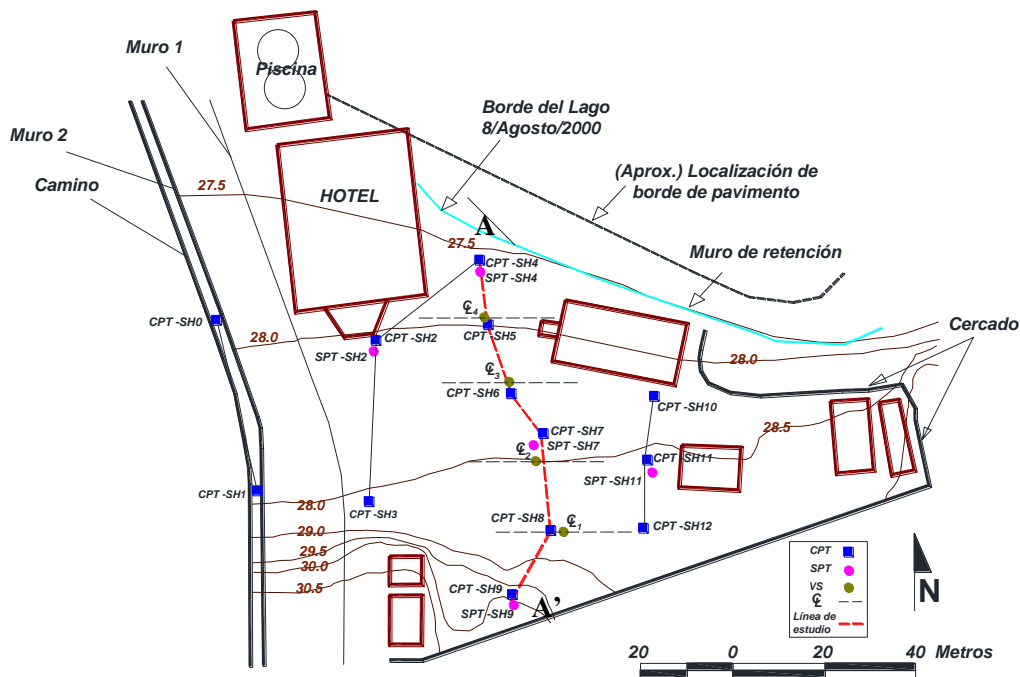 Muro 1
Piscina
Muro 2
Borde del Lago
8/Agosto/2000
Camino
27.5
(Aprox.) Localización de
borde de pavimento
HOTEL
A
27.5
Muro de retención
CPT -SH4
SPT -SH4
CPT -SH0
℄4
Cercado
28.0
CPT -SH2
SPT -SH2
CPT -SH5
28.0
℄3
CPT -SH6
CPT -SH10
CPT -SH7
SPT -SH7
28.5
℄2
CPT -SH11
SPT -SH11
CPT -SH1
28.0
CPT -SH3
CPT -SH8
℄1
CPT -SH12
29.0
29.5
30.0
30.5
CPT -SH9
SPT -SH9
A’
CPT
SPT
VS
℄
Línea de
estudio
N
20 0 20 40 Metros